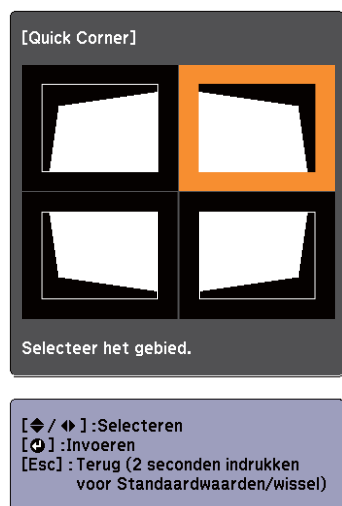 [Quick Corner]
Selecteer het gebied.
[ / ] :Selecteren
[ ] :Invoeren
[Esc] : Terug (2 seconden indrukken
voor Standaardwaarden/wissel)